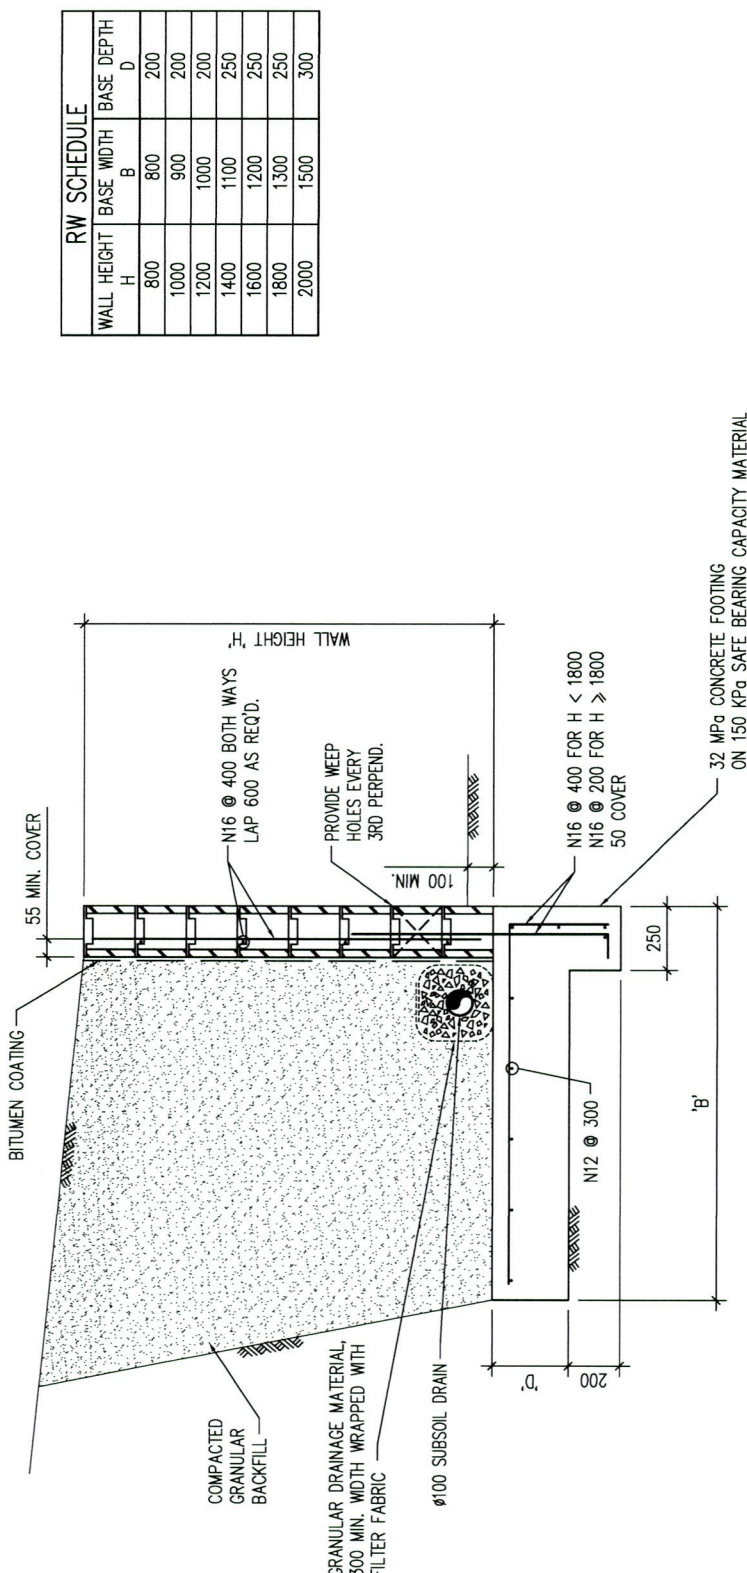 RW SCHEDULE
WALL HEIGHT BASE WIDTH BASE DEPTH
H B D
800 800 200
1000 900 200
1200 1000 200
1400 1100 250
1600 1200 250
1800 1300 250
2000 1500 300
BITUMEN COATING
55 MIN. COVER
WALL HEIGHT 'H'
N16 @ 400 BOTH WAYS
LAP 600 AS REQ'D.
PROVIDE WEEP
HOLES EVERY
3RD PERPEND.
100 MIN.
COMPACTED
GRANULAR
BACKFILL
GRANULAR DRAINAGE MATERIAL,
300 MIN. WIDTH WRAPPED WITH
FILTER FABRIC
ø100 SUBSOIL DRAIN
'D'
200
N12 @ 300
250
'B'
N16 @ 400 FOR H < 1800
N16 @ 200 FOR H ⩾ 1800
50 COVER
32 MPa CONCRETE FOOTING
ON 150 KPa SAFE BEARING CAPACITY MATERIAL